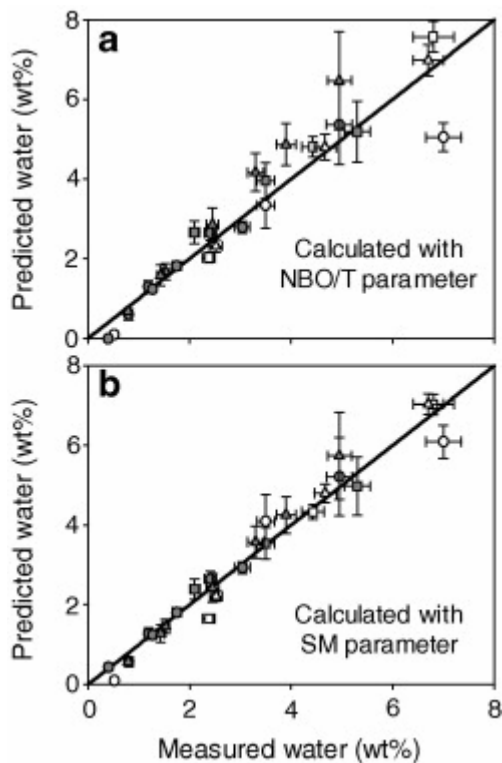 8
a
6
Predicted water (wt%)
4
2
Calculated with
NBO/T parameter
0
8
b
6
Predicted water (wt%)
4
2
Calculated with
SM parameter
0
0 2 4 6 8
Measured water (wt%)